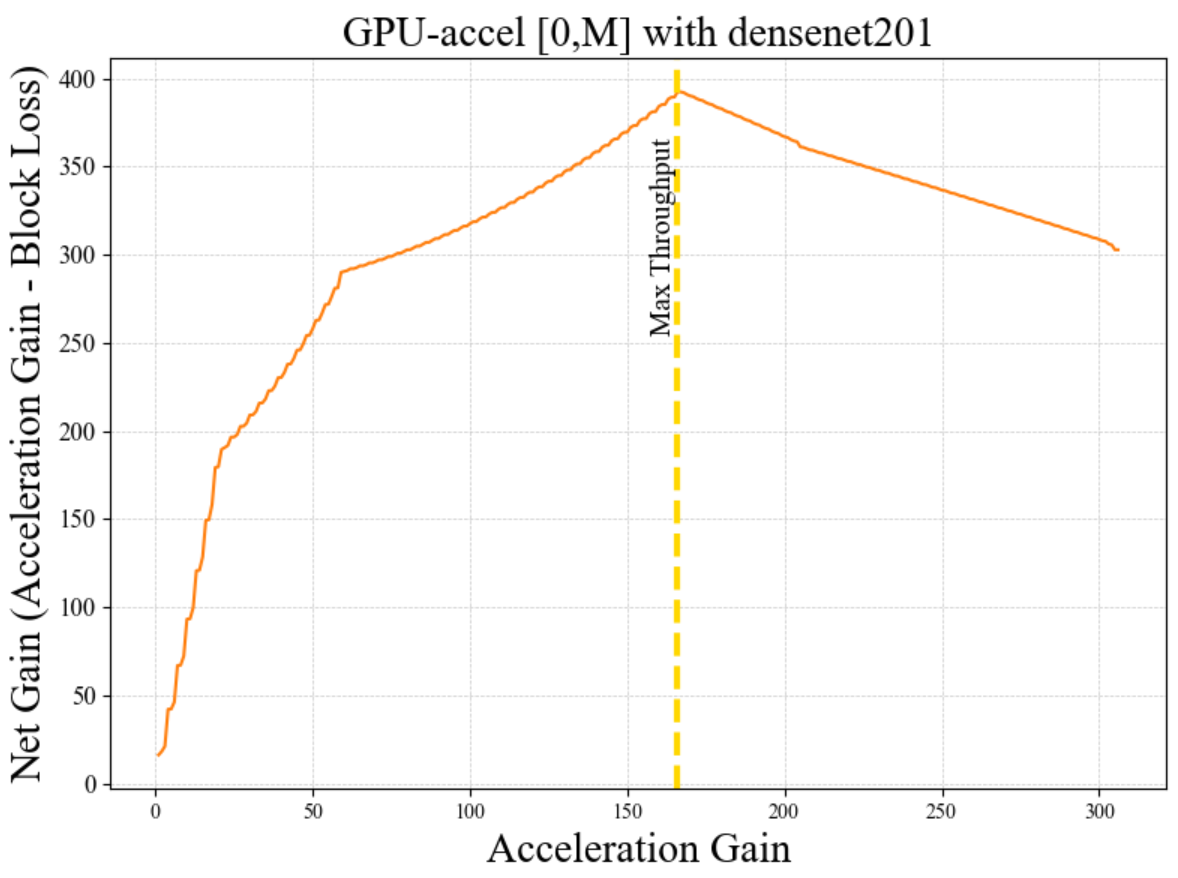 GPU-accel [0,M] with densenet201
Net Gain (Acceleration Gain - Block Loss)
400
350
300
250
200
150
100
50
0
Max Throughput
0 50 100 150 200 250 300
Acceleration Gain